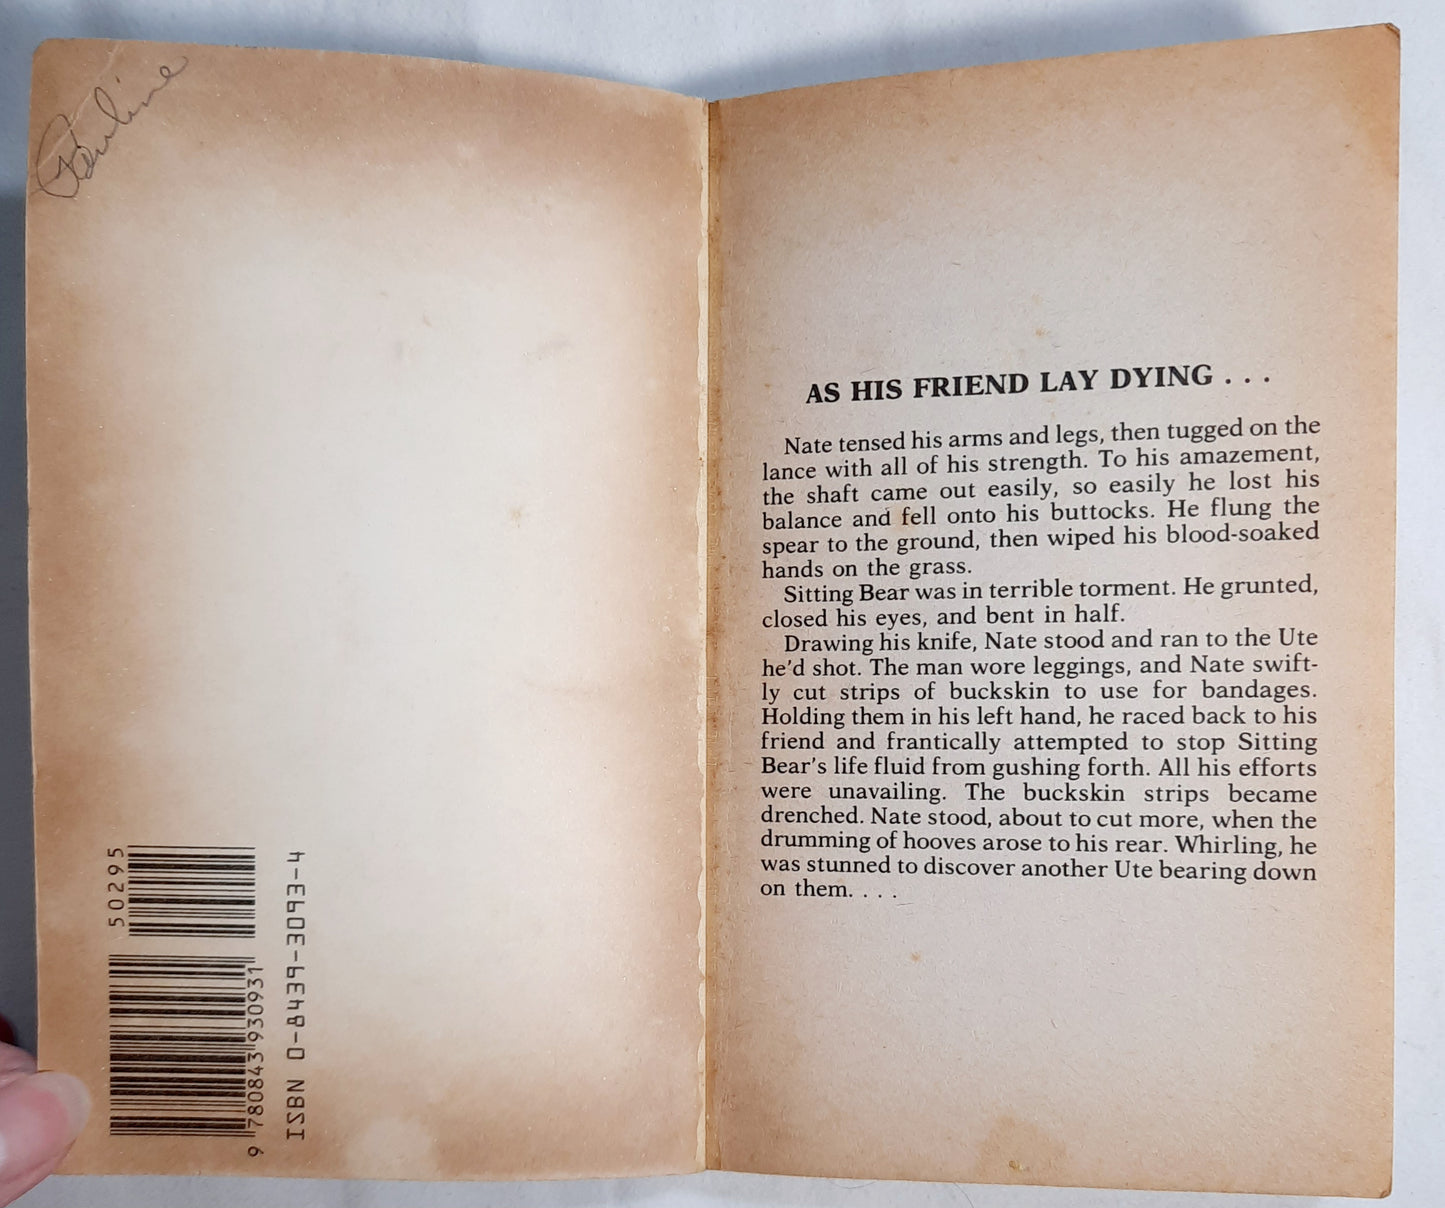 Pauline
50295
9 780843 930931
ISBN 0-8439-3093-4
AS HIS FRIEND LAY DYING . . .
Nate tensed his arms and legs, then tugged on the
lance with all of his strength. To his amazement,
the shaft came out easily, so easily he lost his
balance and fell onto his buttocks. He flung the
spear to the ground, then wiped his blood-soaked
hands on the grass.
Sitting Bear was in terrible torment. He grunted,
closed his eyes, and bent in half.
Drawing his knife, Nate stood and ran to the Ute
he'd shot. The man wore leggings, and Nate swift-
ly cut strips of buckskin to use for bandages.
Holding them in his left hand, he raced back to his
friend and frantically attempted to stop Sitting
Bear's life fluid from gushing forth. All his efforts
were unavailing. The buckskin strips became
drenched. Nate stood, about to cut more, when the
drumming of hooves arose to his rear. Whirling, he
was stunned to discover another Ute bearing down
on them. . . .